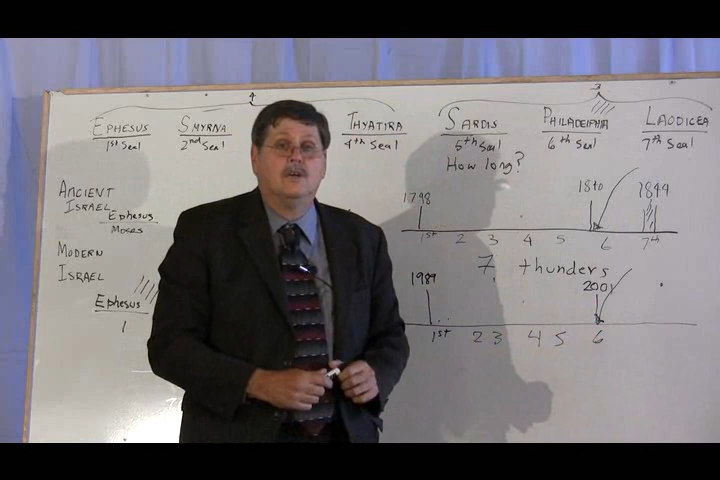 4 3
EPHESUS SMYRNA THYATIRA SARDIS PHILADELPHIA LAODICEA
1st Seal 2nd Seal 4th Seal 5th Seal 6th Seal 7th Seal
How long?
ANCIENT
ISRAEL
Ephesus
Moses
1798 1840 1844
1st 2 3 4 5 6 7th
MODERN
ISRAEL
7 thunders
Ephesus
1
1989 2001
1st 2 3 4 5 6